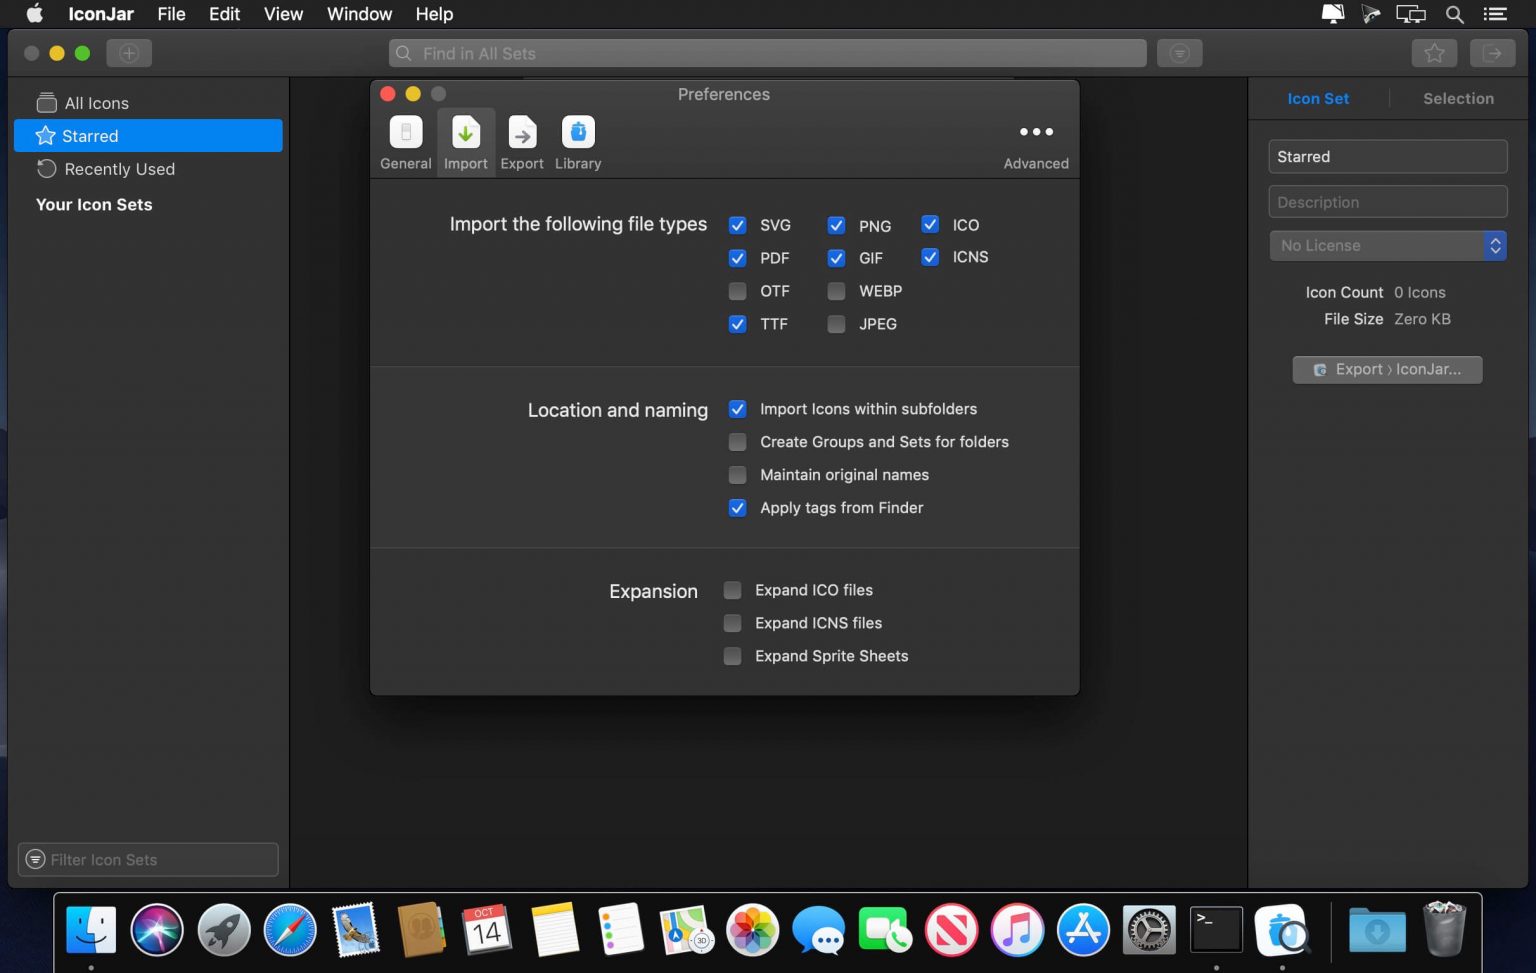 IconJar File Edit View Window Help
Find in All Sets
All Icons
Starred
Recently Used
Your Icon Sets
Filter Icon Sets
Preferences
General Import Export Library Advanced
Import the following file types
SVG PNG ICO
PDF GIF ICNS
OTF WEBP
TTF JPEG
Location and naming
Import Icons within subfolders
Create Groups and Sets for folders
Maintain original names
Apply tags from Finder
Expansion
Expand ICO files
Expand ICNS files
Expand Sprite Sheets
Icon Set Selection
Starred
Description
No License
Icon Count 0 Icons
File Size Zero KB
Export › IconJar...
OCT
14
3D
>_